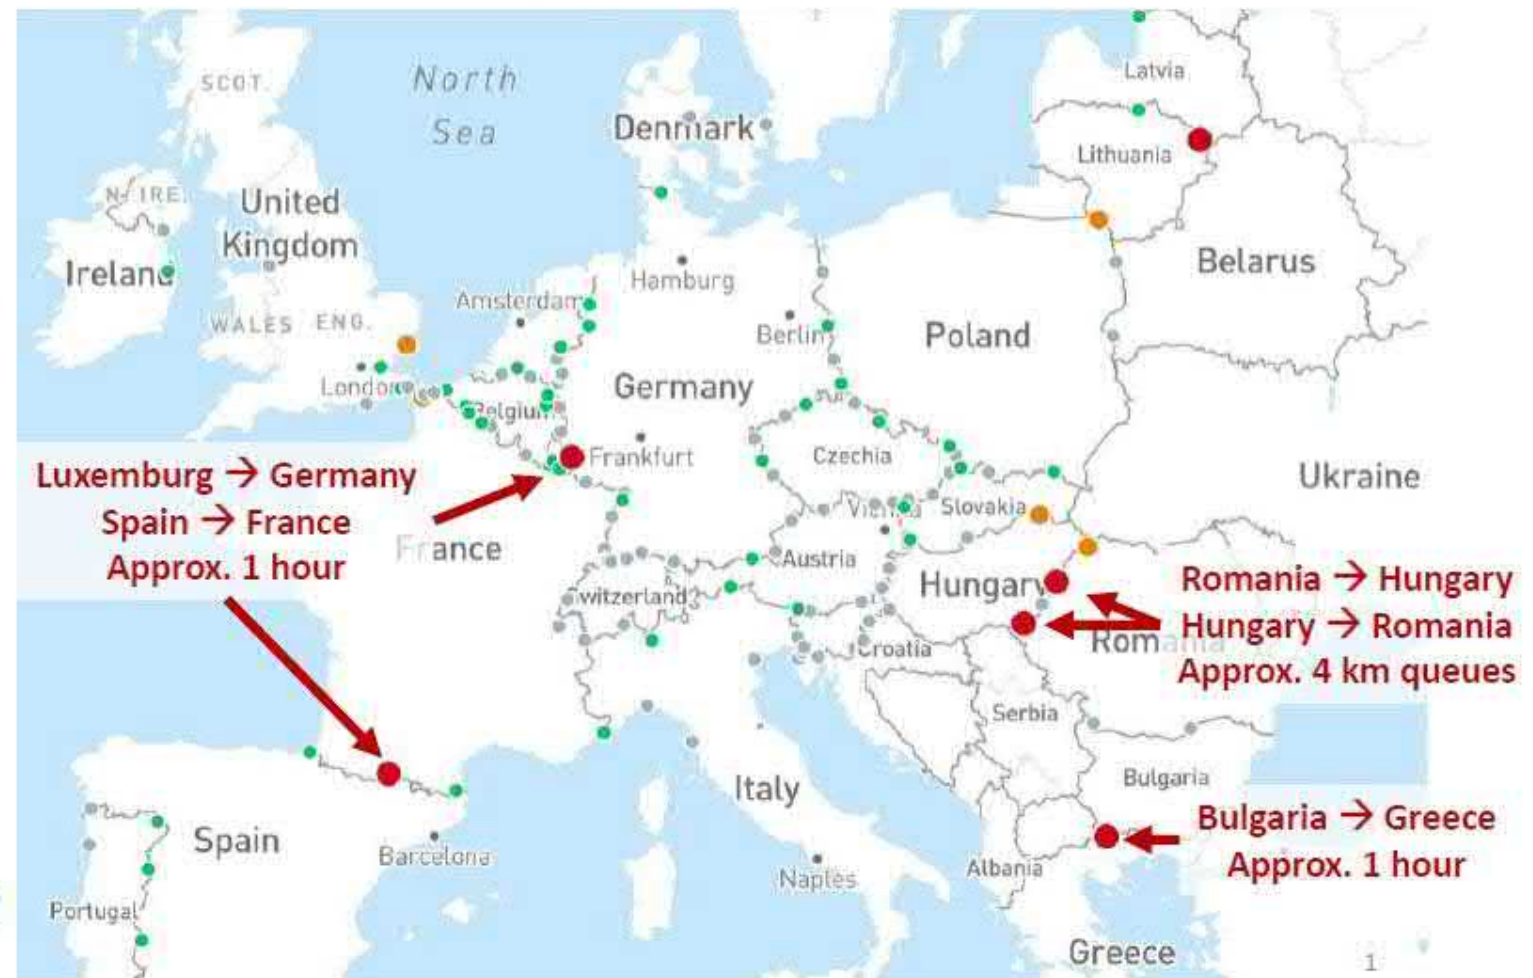 North
Sea
SCOT.
Latvia
Denmark
Lithuania
N. IRE.
United
Kingdom
Ireland
Belarus
Hamburg
Amsterdam
WALES
ENG.
Berlin
Poland
London
Germany
Belgium
Frankfurt
Czechia
Ukraine
Luxemburg → Germany
Spain → France
Approx. 1 hour
France
Vienna
Slovakia
Austria
Hungary
Switzerland
Romania → Hungary
Hungary → Romania
Approx. 4 km queues
Romania
Croatia
Serbia
Italy
Bulgaria
Spain
Barcelona
Bulgaria → Greece
Approx. 1 hour
Albania
Naples
Portugal
Greece
1